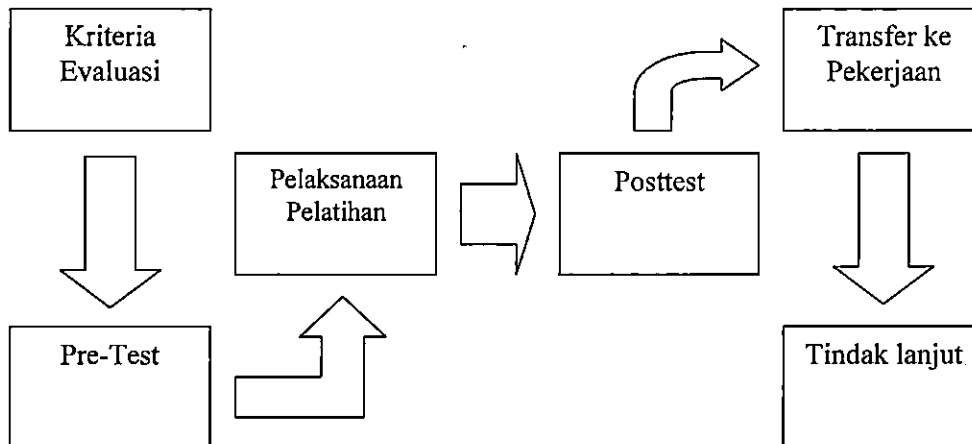 Kriteria
Evaluasi
Pre-Test
Pelaksanaan
Pelatihan
Posttest
Transfer ke
Pekerjaan
Tindak lanjut